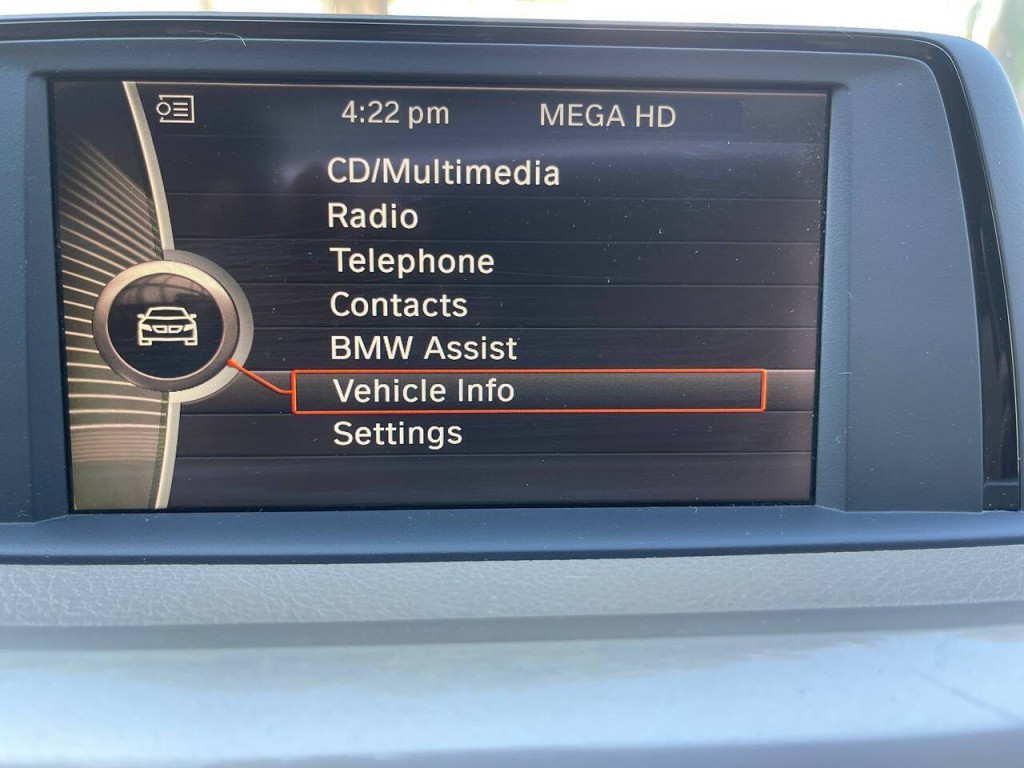 4:22 pm MEGA HD
CD/Multimedia
Radio
Telephone
Contacts
BMW Assist
Vehicle Info
Settings